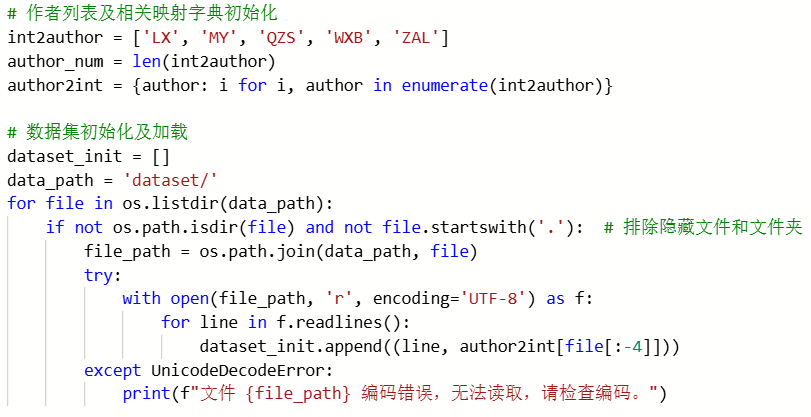 # 作者列表及相关映射字典初始化
int2author = ['LX', 'MY', 'QZS', 'WXB', 'ZAL']
author_num = len(int2author)
author2int = {author: i for i, author in enumerate(int2author)}

# 数据集初始化及加载
dataset_init = []
data_path = 'dataset/'
for file in os.listdir(data_path):
    if not os.path.isdir(file) and not file.startswith('.'):  # 排除隐藏文件和文件夹
        file_path = os.path.join(data_path, file)
        try:
            with open(file_path, 'r', encoding='UTF-8') as f:
                for line in f.readlines():
                    dataset_init.append((line, author2int[file[:-4]]))
        except UnicodeDecodeError:
            print(f"文件 {file_path} 编码错误，无法读取，请检查编码。")